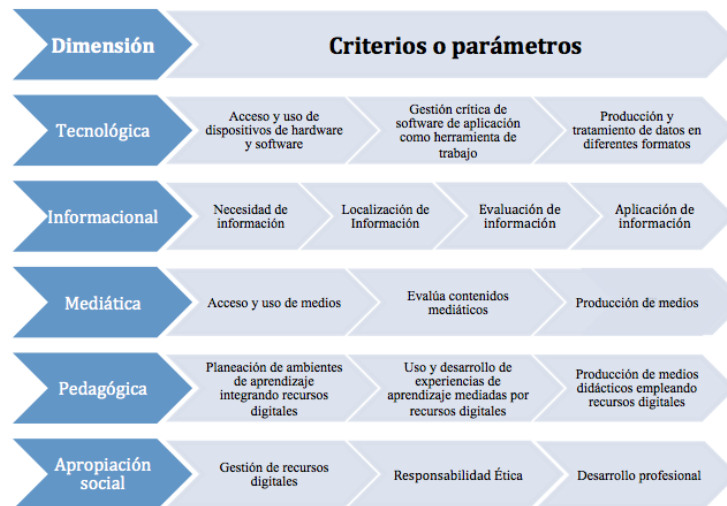 Dimensión
Criterios o parámetros
Tecnológica
Acceso y uso de
dispositivos de hardware
y software
Gestión crítica de
software de aplicación
como herramienta de
trabajo
Producción y
tratamiento de datos en
diferentes formatos
Informacional
Necesidad de
información
Localización de
Información
Evaluación de
información
Aplicación de
información
Mediática
Acceso y uso de medios
Evalúa contenidos
mediáticos
Producción de medios
Pedagógica
Planeación de ambientes
de aprendizaje
integrando recursos
digitales
Uso y desarrollo de
experiencias de
aprendizaje mediadas por
recursos digitales
Producción de medios
didácticos empleando
recursos digitales
Apropiación
social
Gestión de recursos
digitales
Responsabilidad Ética
Desarrollo profesional